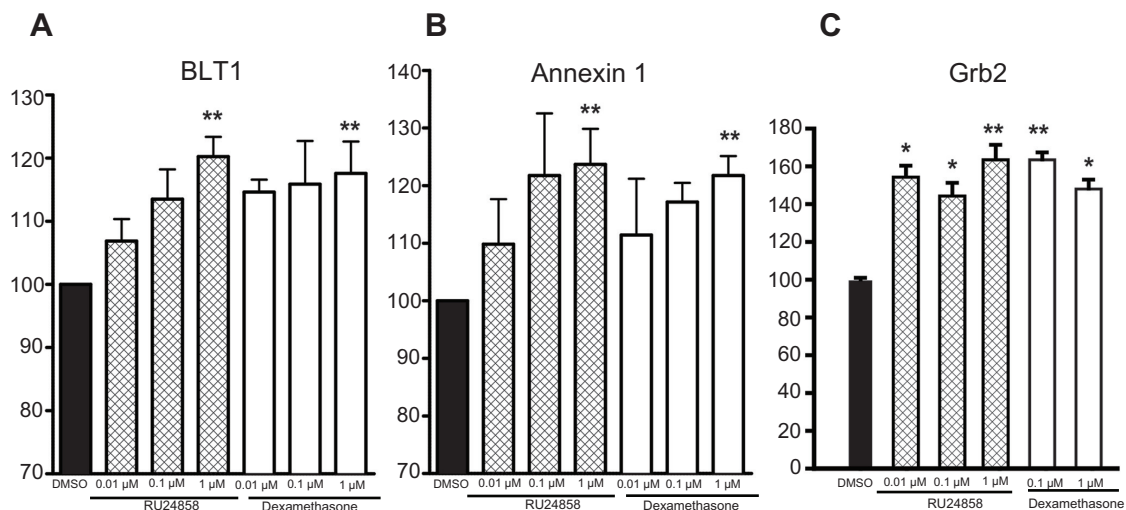 A
BLT1
130
120
110
100
90
80
70
**
**
DMSO
0.01 µM
0.1 µM
1 µM
0.01 µM
0.1 µM
1 µM
RU24858
Dexamethasone
B
Annexin 1
140
130
120
110
100
90
80
70
**
**
DMSO
0.01 µM
0.1 µM
1 µM
0.01 µM
0.1 µM
1 µM
RU24858
Dexamethasone
C
Grb2
180
160
140
120
100
80
60
40
20
0
*
*
**
**
*
DMSO
0.01 µM
0.1 µM
1 µM
0.1 µM
1 µM
RU24858
Dexamethasone